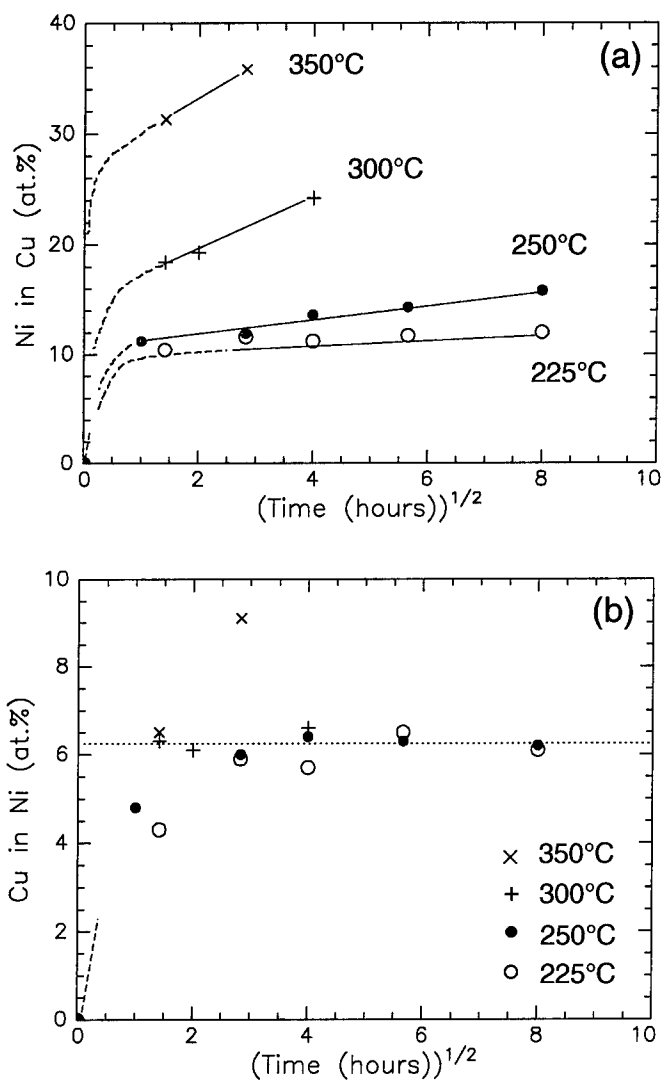 40
(a)
350°C
30
300°C
Ni in Cu (at.%)
20
250°C
10
225°C
0
0 2 4 6 8 10
(Time (hours))^1/2
10
(b)
8
Cu in Ni (at.%)
6
4
× 350°C
+ 300°C
● 250°C
2
○ 225°C
0
0 2 4 6 8 10
(Time (hours))^1/2